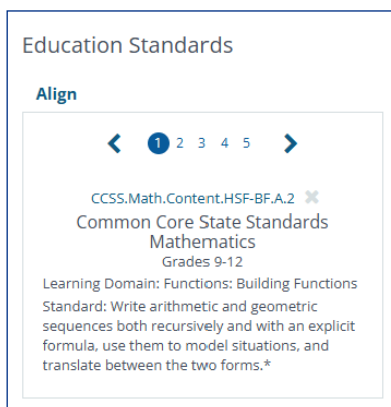 Education Standards
Align
1 2 3 4 5
CCSS.Math.Content.HSF-BF.A.2
Common Core State Standards
Mathematics
Grades 9-12
Learning Domain: Functions: Building Functions
Standard: Write arithmetic and geometric
sequences both recursively and with an explicit
formula, use them to model situations, and
translate between the two forms.*